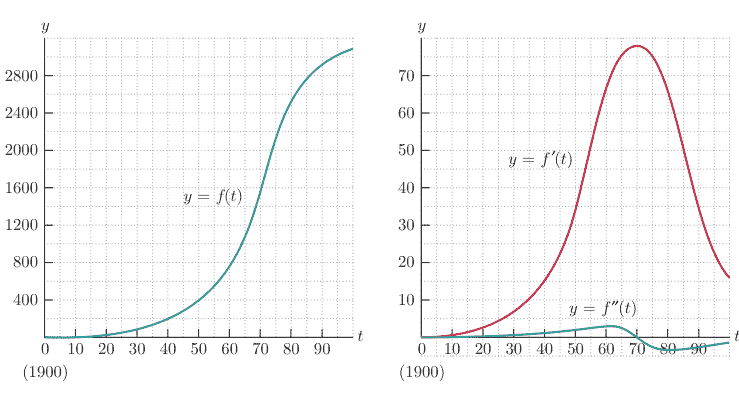 y
2800
2400
2000
1600
1200
800
400
y = f(t)
t
0 10 20 30 40 50 60 70 80 90
(1900)
y
70
60
50
40
30
20
10
y = f′(t)
y = f″(t)
t
0 10 20 30 40 50 60 70 80 90
(1900)